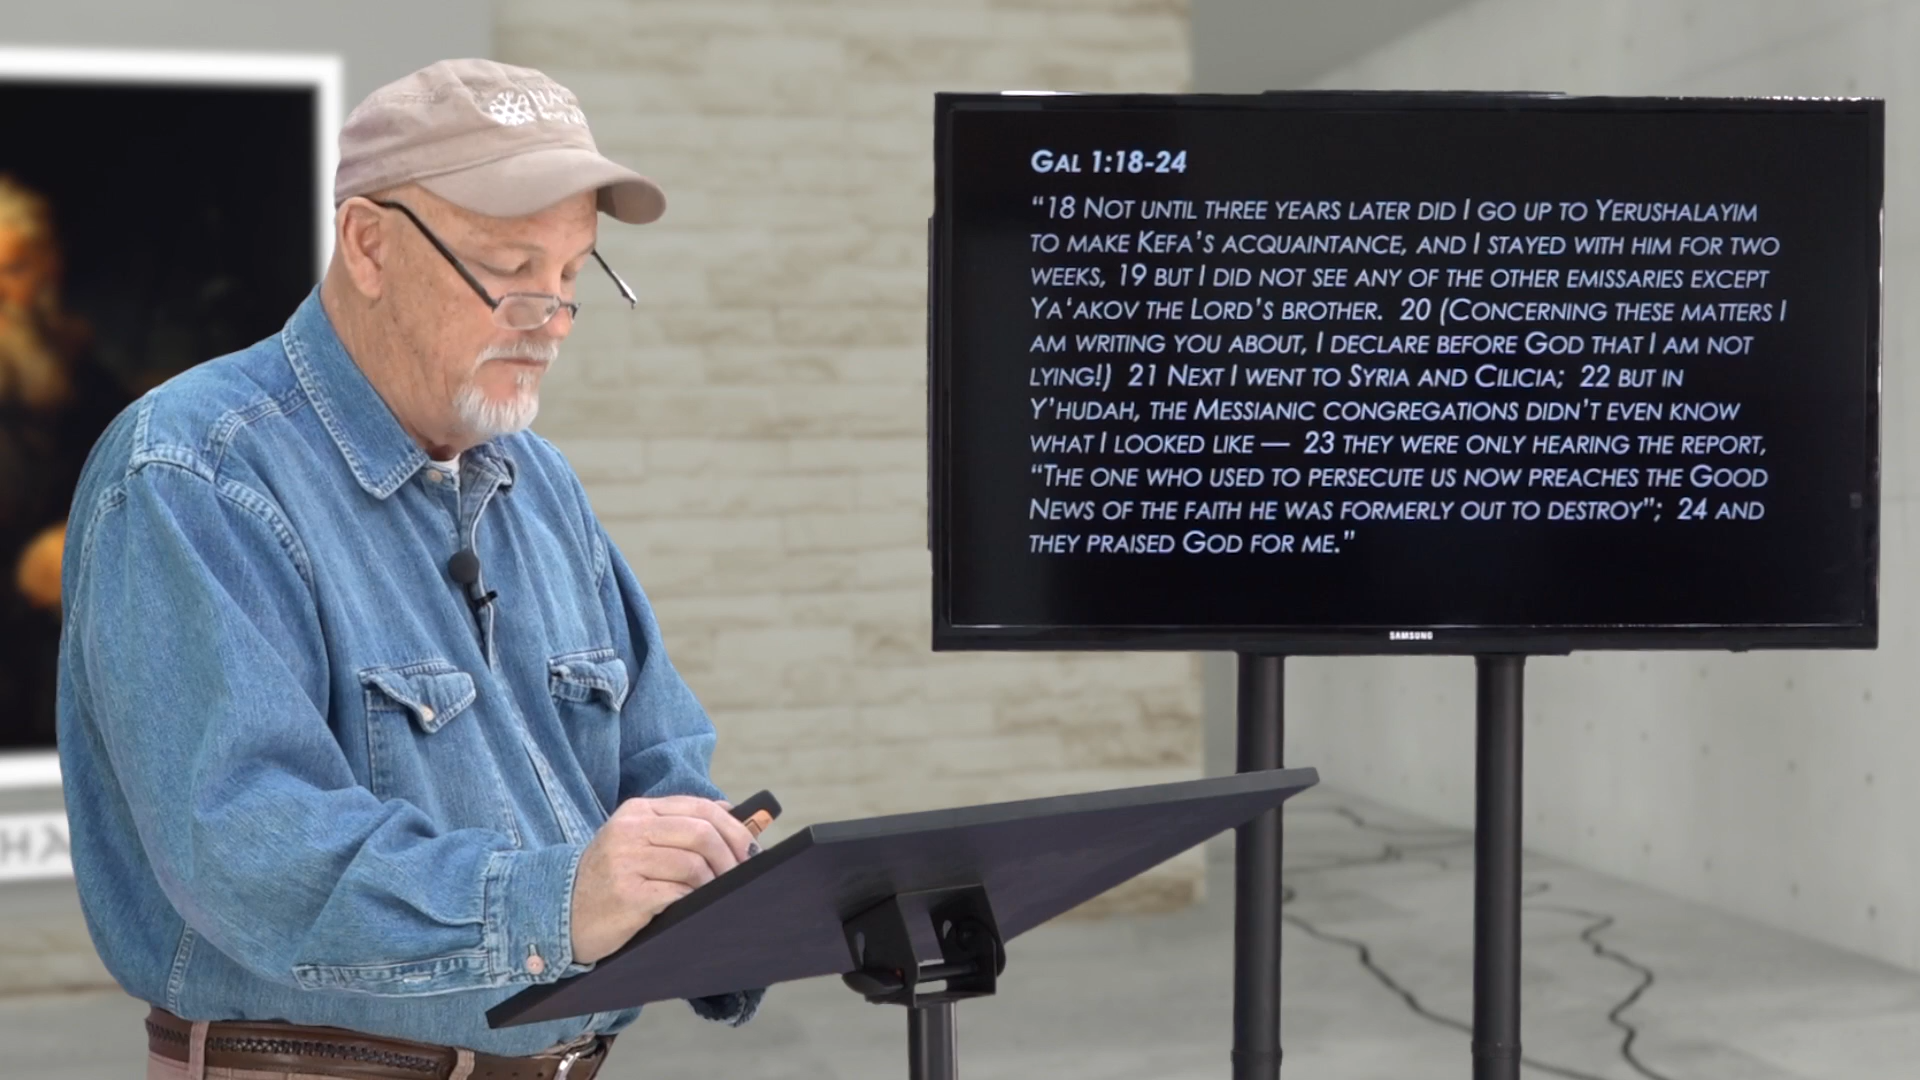 GAL 1:18-24
“18 NOT UNTIL THREE YEARS LATER DID I GO UP TO YERUSHALAYIM
TO MAKE KEFA’S ACQUAINTANCE, AND I STAYED WITH HIM FOR TWO
WEEKS, 19 BUT I DID NOT SEE ANY OF THE OTHER EMISSARIES EXCEPT
YA‘AKOV THE LORD’S BROTHER. 20 (CONCERNING THESE MATTERS I
AM WRITING YOU ABOUT, I DECLARE BEFORE GOD THAT I AM NOT
LYING!) 21 NEXT I WENT TO SYRIA AND CILICIA; 22 BUT IN
Y’HUDAH, THE MESSIANIC CONGREGATIONS DIDN’T EVEN KNOW
WHAT I LOOKED LIKE — 23 THEY WERE ONLY HEARING THE REPORT,
“THE ONE WHO USED TO PERSECUTE US NOW PREACHES THE GOOD
NEWS OF THE FAITH HE WAS FORMERLY OUT TO DESTROY”; 24 AND
THEY PRAISED GOD FOR ME.”
SAMSUNG